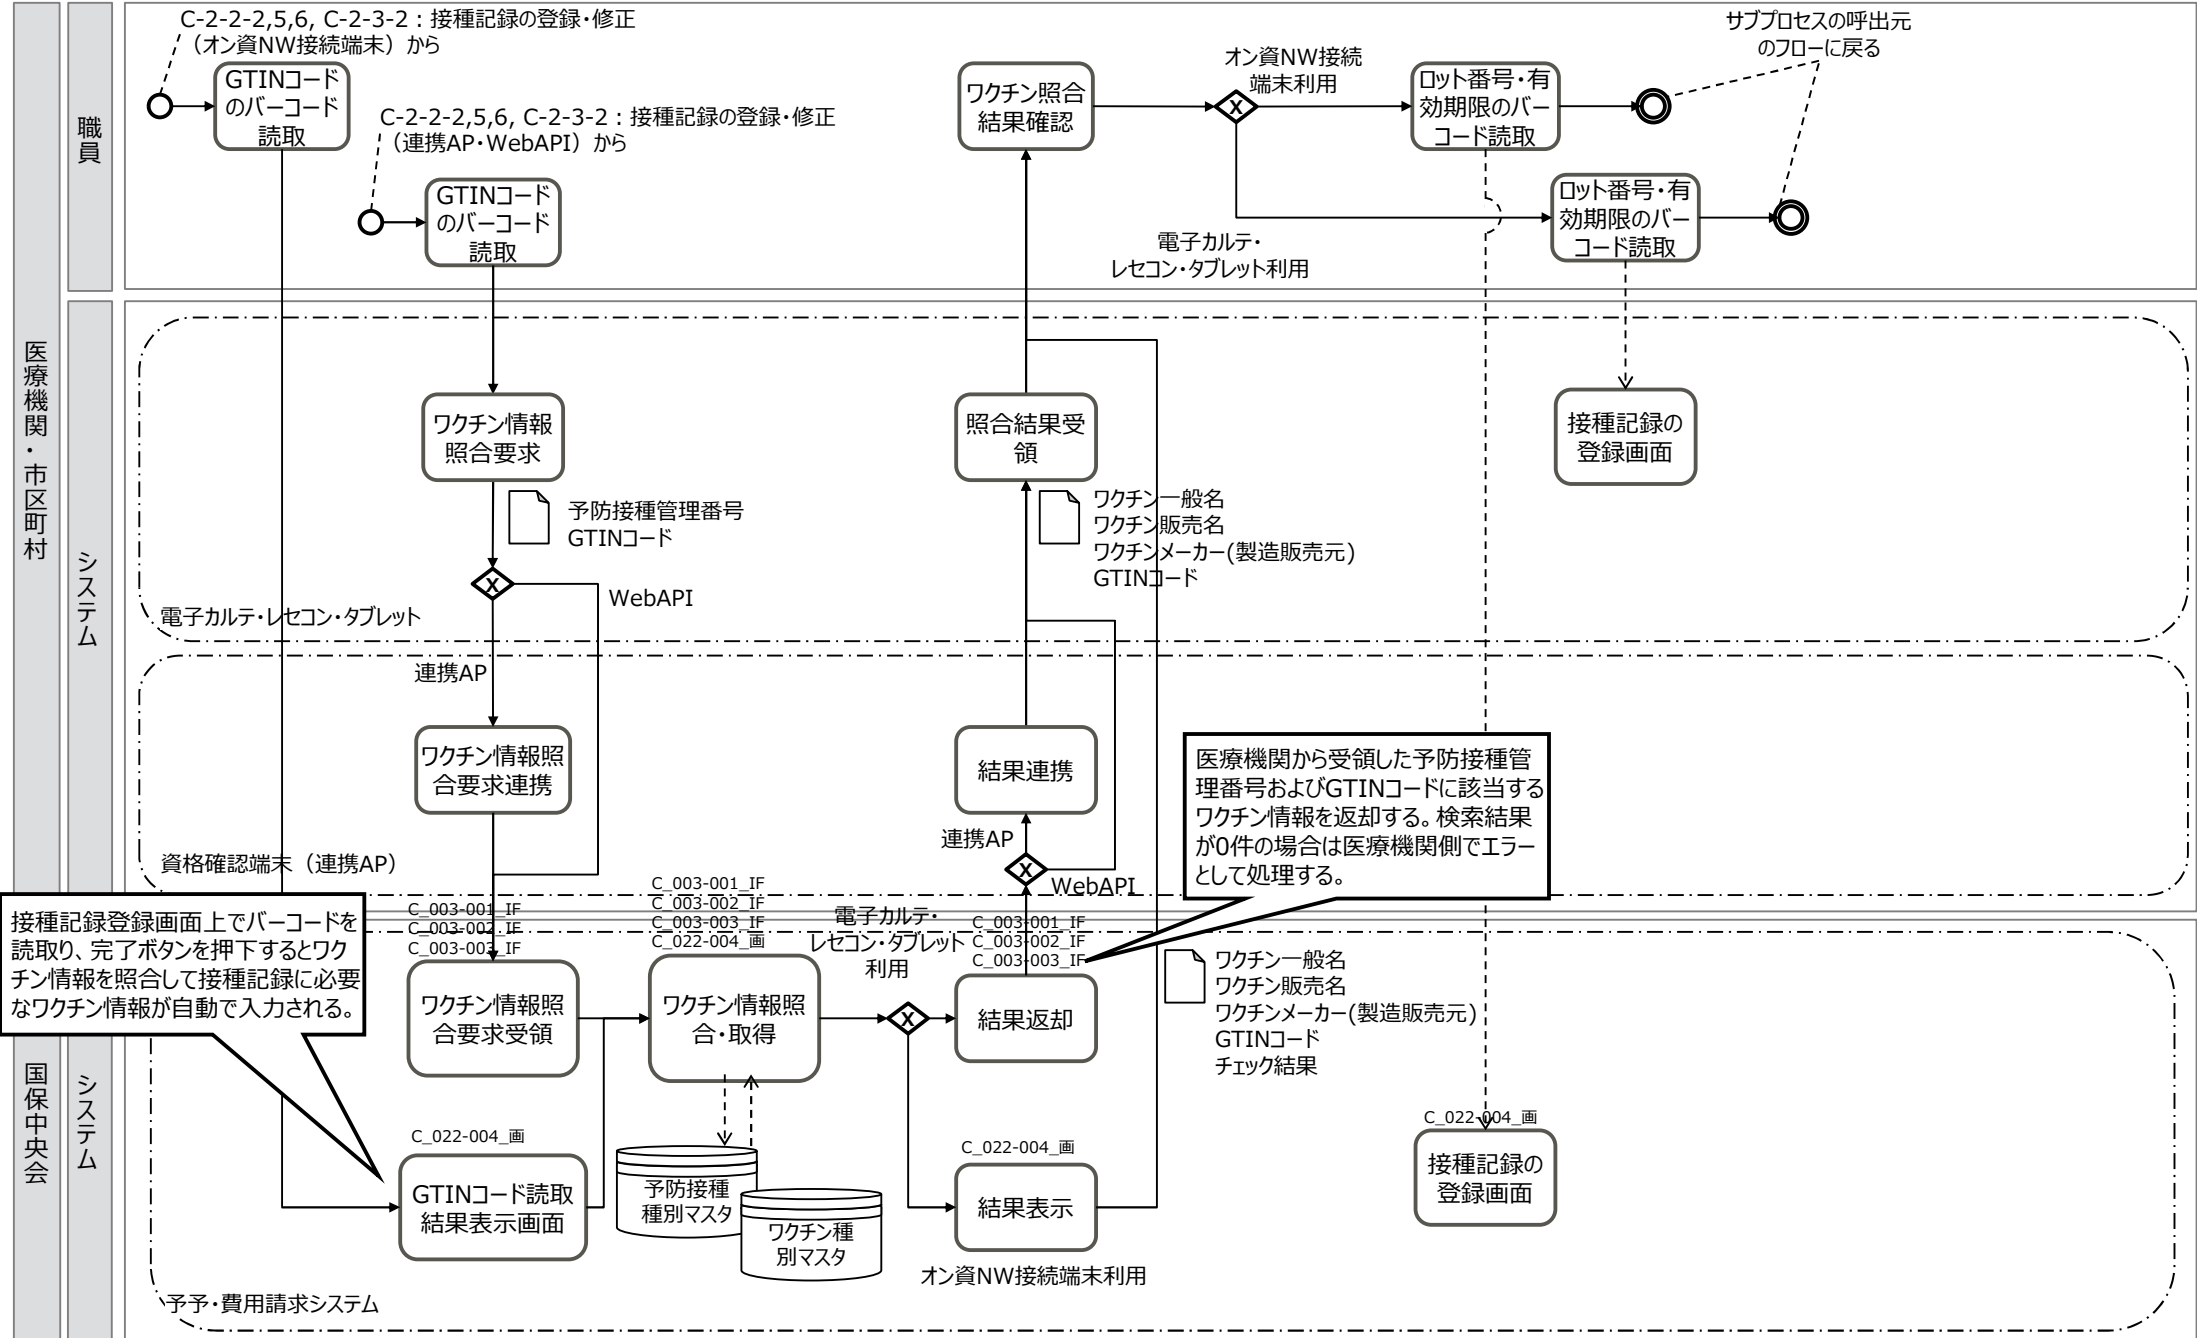 医療機関・市区町村
職員
C-2-2-2,5,6, C-2-3-2：接種記録の登録・修正
（オン資NW接続端末）から
GTINコード
のバーコード
読取
C-2-2-2,5,6, C-2-3-2：接種記録の登録・修正
（連携AP・WebAPI）から
GTINコード
のバーコード
読取
ワクチン照合
結果確認
オン資NW接続
端末利用
X
電子カルテ・
レセコン・タブレット利用
ロット番号・有
効期限のバー
コード読取
ロット番号・有
効期限のバー
コード読取
サブプロセスの呼出元
のフローに戻る
システム
ワクチン情報
照合要求
予防接種管理番号
GTINコード
X
WebAPI
電子カルテ・レセコン・タブレット
照合結果受
領
ワクチン一般名
ワクチン販売名
ワクチンメーカー(製造販売元)
GTINコード
接種記録の
登録画面
連携AP
ワクチン情報照
合要求連携
資格確認端末（連携AP）
結果連携
連携AP
X
WebAPI
医療機関から受領した予防接種管
理番号およびGTINコードに該当する
ワクチン情報を返却する。検索結果
が0件の場合は医療機関側でエラー
として処理する。
国保中央会
システム
接種記録登録画面上でバーコードを
読取り、完了ボタンを押下するとワク
チン情報を照合して接種記録に必要
なワクチン情報が自動で入力される。
C_003-001_IF
C_003-002_IF
C_003-003_IF
ワクチン情報照
合要求受領
C_003-001_IF
C_003-002_IF
C_003-003_IF
C_022-004_画
ワクチン情報照
合・取得
電子カルテ・
レセコン・タブレット
利用
X
C_003-001_IF
C_003-002_IF
C_003-003_IF
結果返却
ワクチン一般名
ワクチン販売名
ワクチンメーカー(製造販売元)
GTINコード
チェック結果
C_022-004_画
GTINコード読取
結果表示画面
予防接種
種別マスタ
ワクチン種
別マスタ
C_022-004_画
結果表示
オン資NW接続端末利用
C_022-004_画
接種記録の
登録画面
予予・費用請求システム